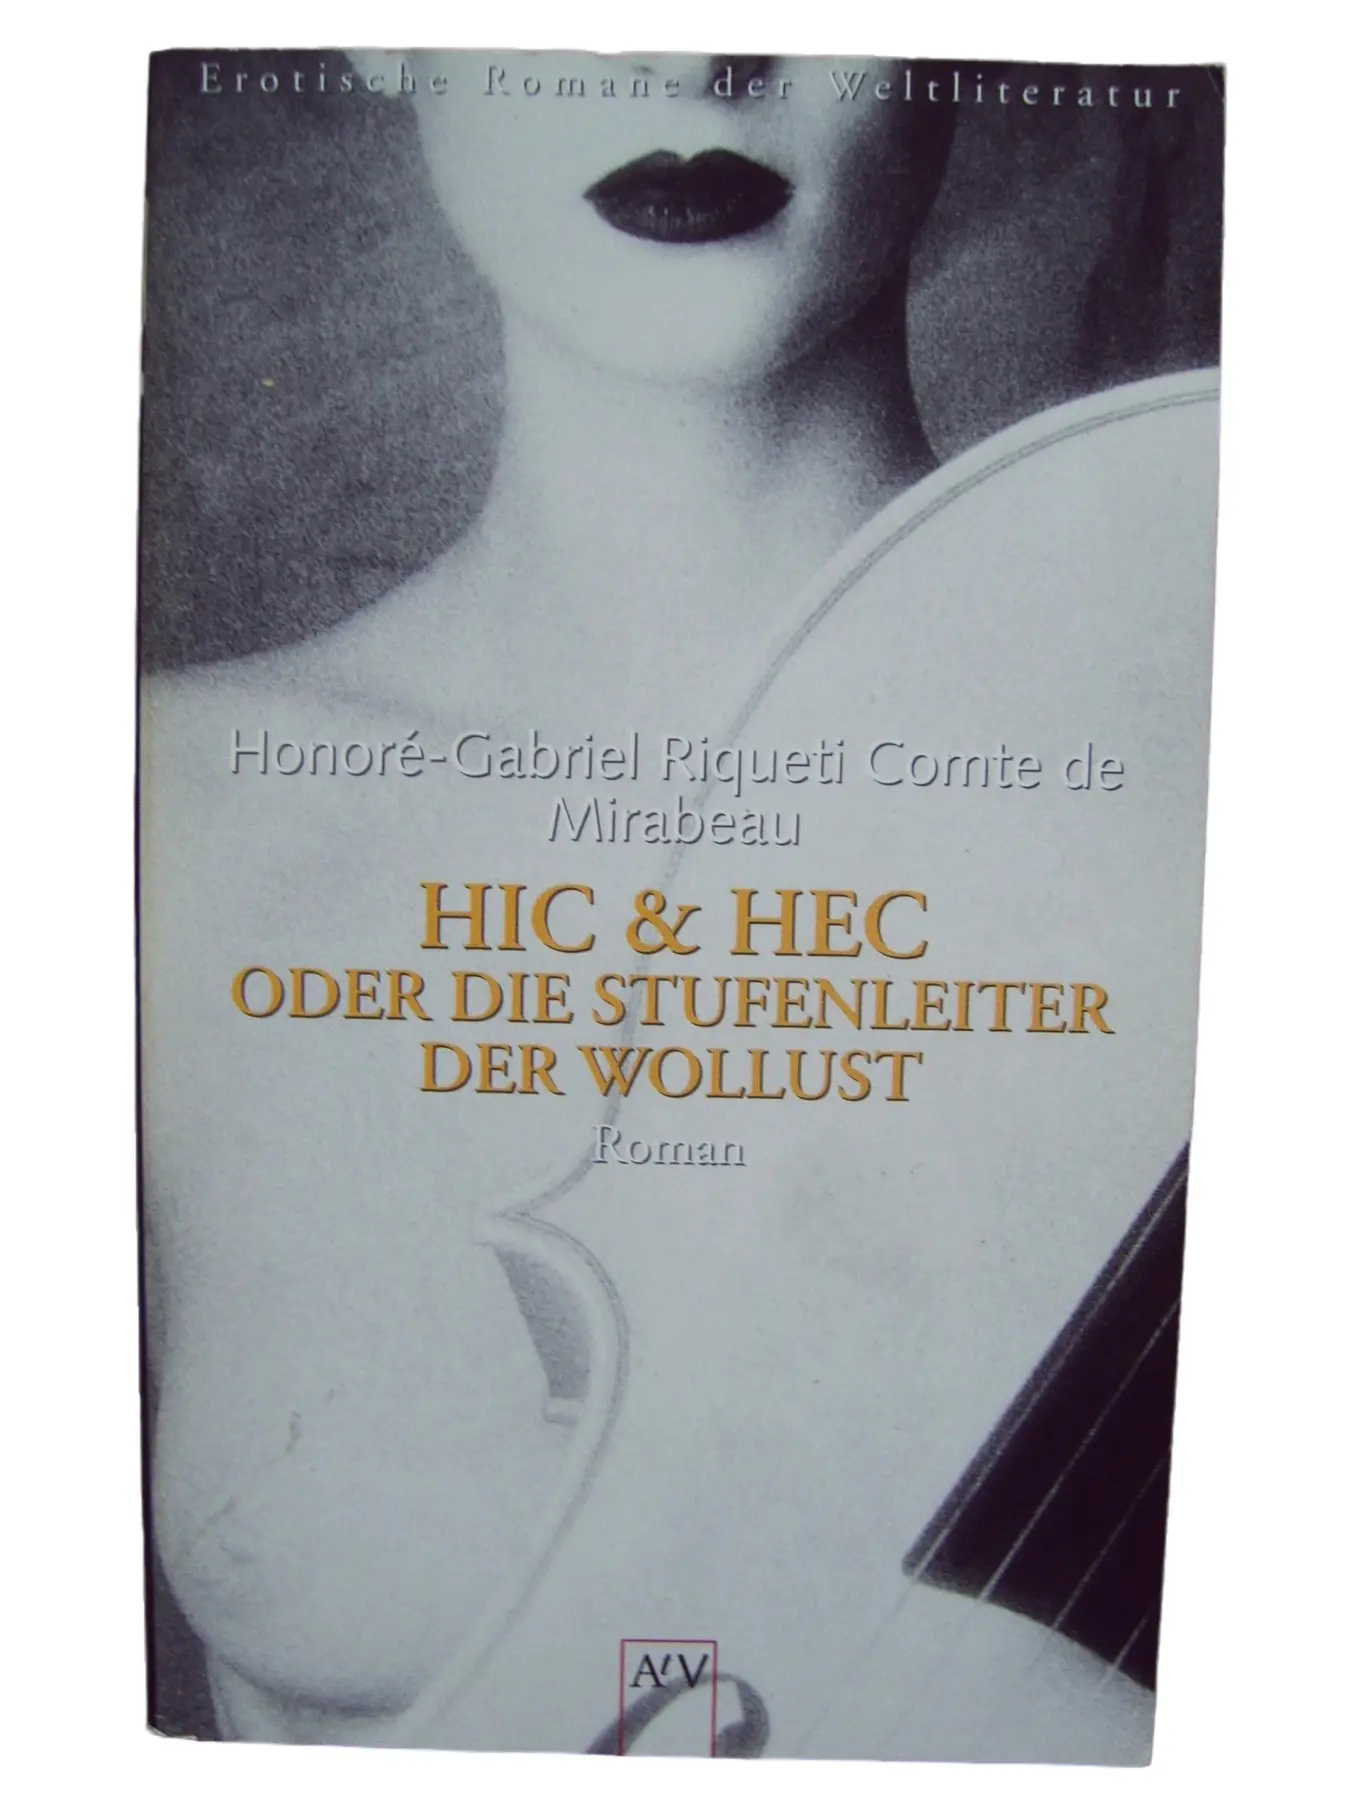 Erotische Romane der Weltliteratur
Honoré-Gabriel Riqueti Comte de
Mirabeau
HIC & HEC
ODER DIE STUFENLEITER
DER WOLLUST
Roman
AtV